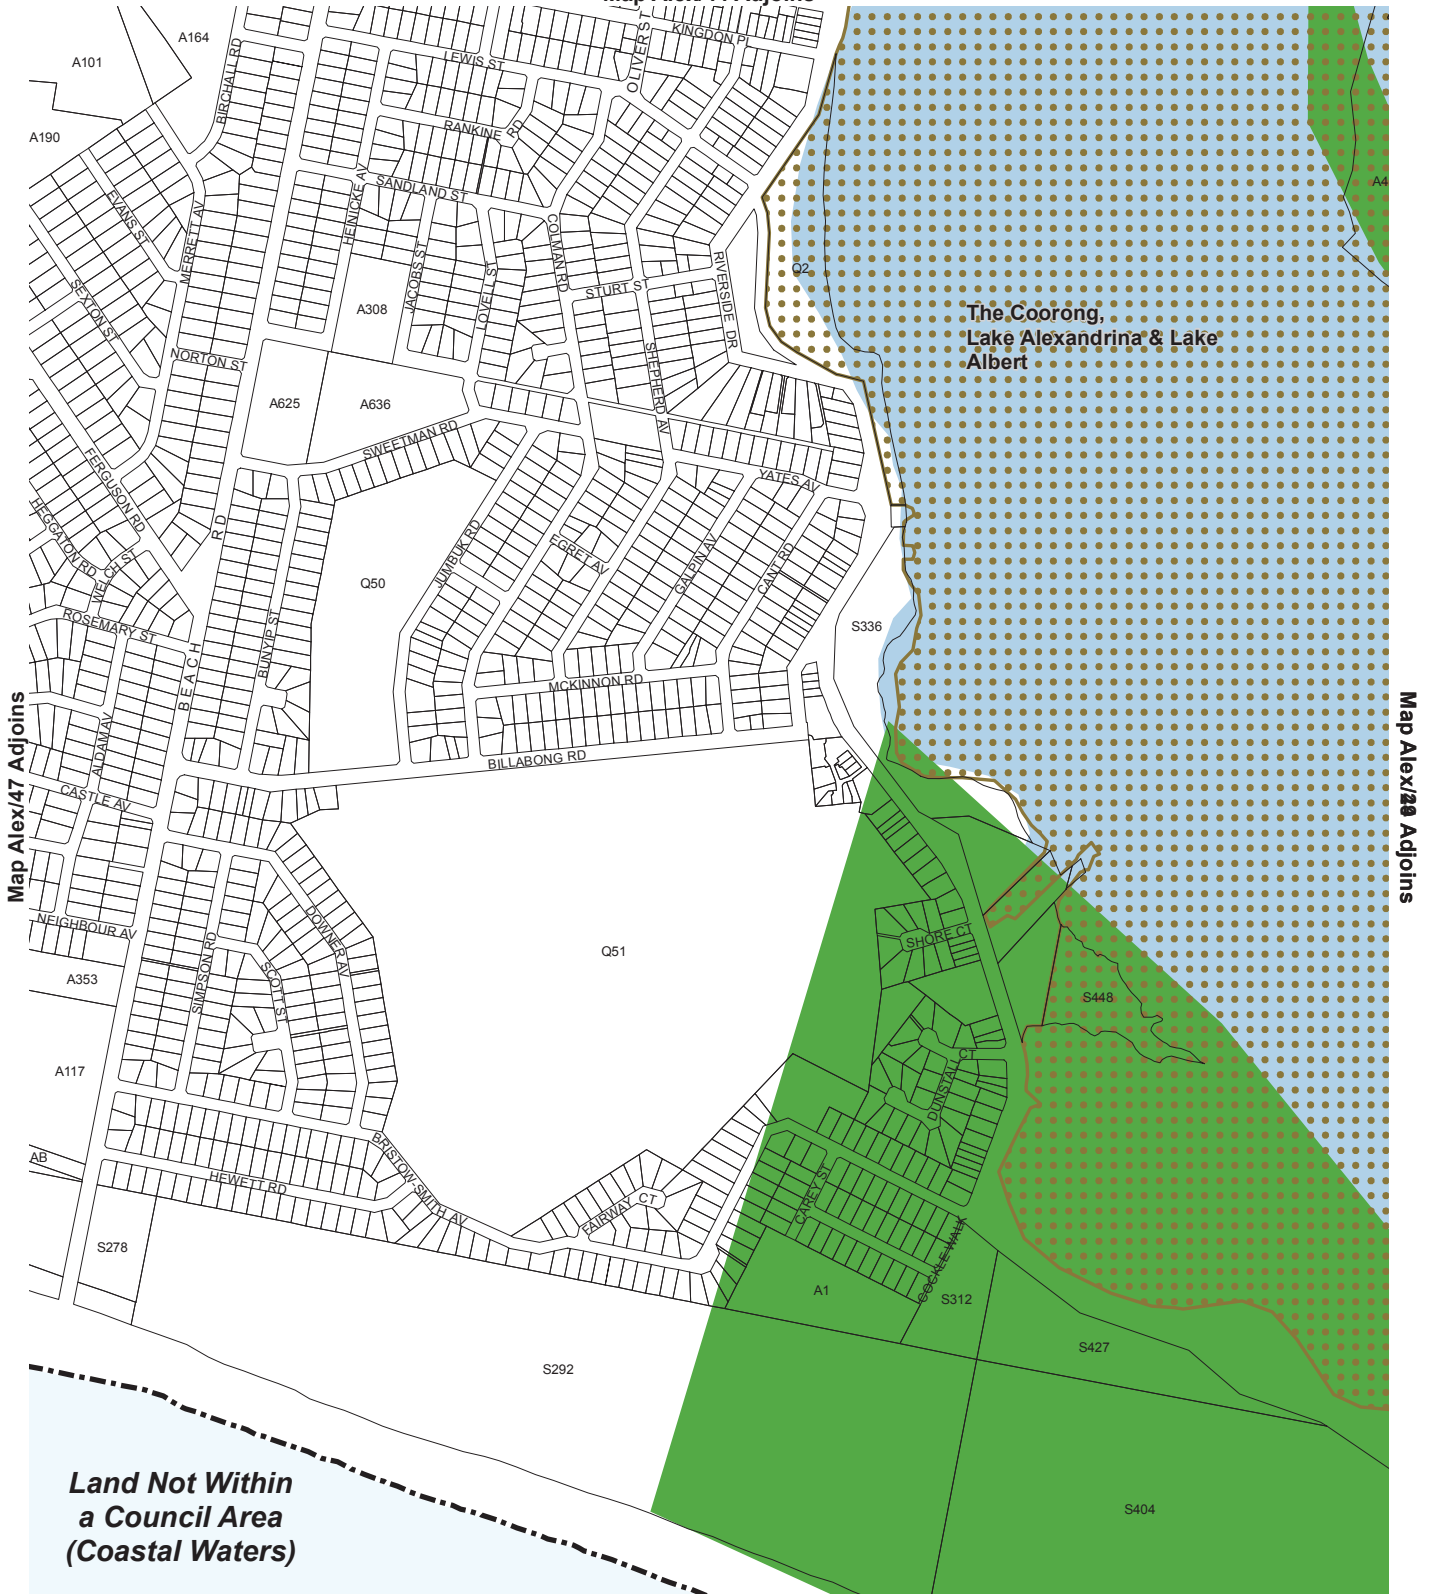 A164
A101
A190
BIRCHALL RD
LEWIS ST
OLIVER ST
KINGDON PL
RANKINE RD
SANDLAND ST
HEINICKE AV
EVANS ST
MERRETT AV
SEXTON ST
JACOBS ST
LOVELL ST
COLMAN RD
STURT ST
RIVERSIDE DR
Q2
A4
A308
The Coorong,
Lake Alexandrina & Lake
Albert
NORTON ST
SHEPHERD AV
A625
A636
SWEETMAN RD
YATES AV
FERGUSON RD
HEGGATON RD
WELCH ST
BEACH RD
JUMBUK RD
EGRET AV
GALPIN AV
CANT RD
Q50
ROSEMARY ST
BUNYIP ST
S336
MCKINNON RD
Map Alex/47 Adjoins
ALDAM AV
BILLABONG RD
CASTLE AV
NEIGHBOUR AV
DOWNER AV
SIMPSON RD
SCOTT ST
Q51
SHORE CT
A353
S448
A117
DUNSTALL CT
AB
BRISTOW-SMITH AV
HEWETT RD
FAIRWAY CT
CAREY ST
COCKLE WALK
S278
A1
S312
S427
S292
S404
Land Not Within
a Council Area
(Coastal Waters)